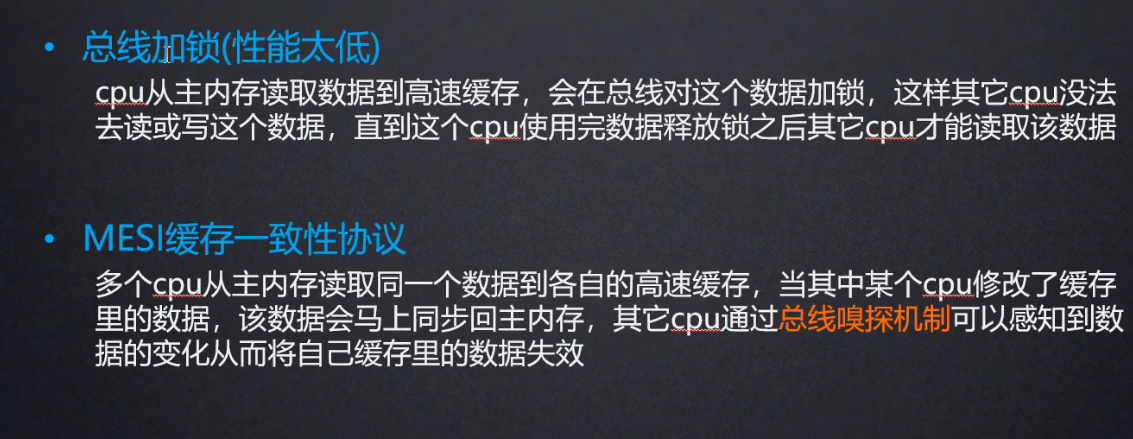 • 总线加锁(性能太低)
cpu从主内存读取数据到高速缓存，会在总线对这个数据加锁，这样其它cpu没法
去读或写这个数据，直到这个cpu使用完数据释放锁之后其它cpu才能读取该数据
• MESI缓存一致性协议
多个cpu从主内存读取同一个数据到各自的高速缓存，当其中某个cpu修改了缓存
里的数据，该数据会马上同步回主内存，其它cpu通过总线嗅探机制可以感知到数
据的变化从而将自己缓存里的数据失效